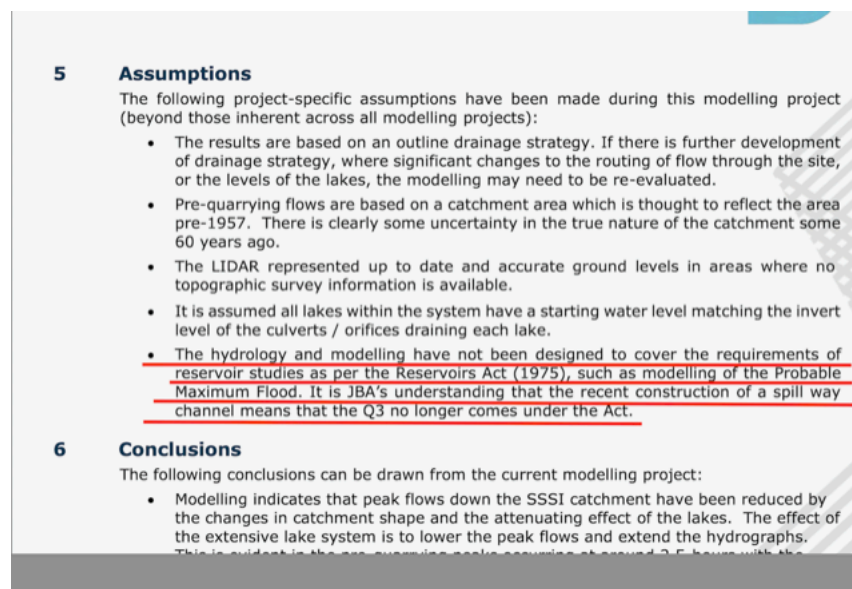 5 Assumptions
The following project-specific assumptions have been made during this modelling project
(beyond those inherent across all modelling projects):
• The results are based on an outline drainage strategy. If there is further development
of drainage strategy, where significant changes to the routing of flow through the site,
or the levels of the lakes, the modelling may need to be re-evaluated.
• Pre-quarrying flows are based on a catchment area which is thought to reflect the area
pre-1957. There is clearly some uncertainty in the true nature of the catchment some
60 years ago.
• The LIDAR represented up to date and accurate ground levels in areas where no
topographic survey information is available.
• It is assumed all lakes within the system have a starting water level matching the invert
level of the culverts / orifices draining each lake.
• The hydrology and modelling have not been designed to cover the requirements of
reservoir studies as per the Reservoirs Act (1975), such as modelling of the Probable
Maximum Flood. It is JBA's understanding that the recent construction of a spill way
channel means that the Q3 no longer comes under the Act.
6 Conclusions
The following conclusions can be drawn from the current modelling project:
• Modelling indicates that peak flows down the SSSI catchment have been reduced by
the changes in catchment shape and the attenuating effect of the lakes. The effect of
the extensive lake system is to lower the peak flows and extend the hydrographs.